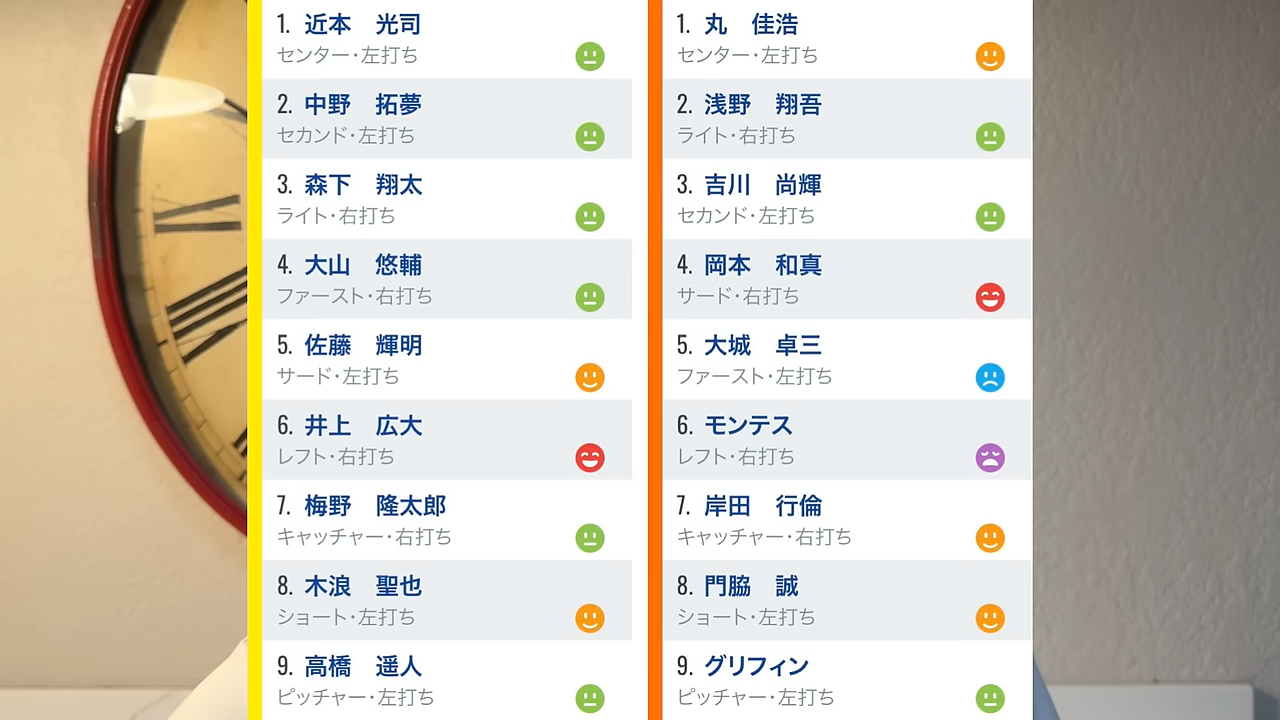 1. 近本 光司
センター・左打ち
2. 中野 拓夢
セカンド・左打ち
3. 森下 翔太
ライト・右打ち
4. 大山 悠輔
ファースト・右打ち
5. 佐藤 輝明
サード・左打ち
6. 井上 広大
レフト・右打ち
7. 梅野 隆太郎
キャッチャー・右打ち
8. 木浪 聖也
ショート・左打ち
9. 高橋 遥人
ピッチャー・左打ち
1. 丸 佳浩
センター・左打ち
2. 浅野 翔吾
ライト・右打ち
3. 吉川 尚輝
セカンド・左打ち
4. 岡本 和真
サード・右打ち
5. 大城 卓三
ファースト・左打ち
6. モンテス
レフト・右打ち
7. 岸田 行倫
キャッチャー・右打ち
8. 門脇 誠
ショート・左打ち
9. グリフィン
ピッチャー・左打ち